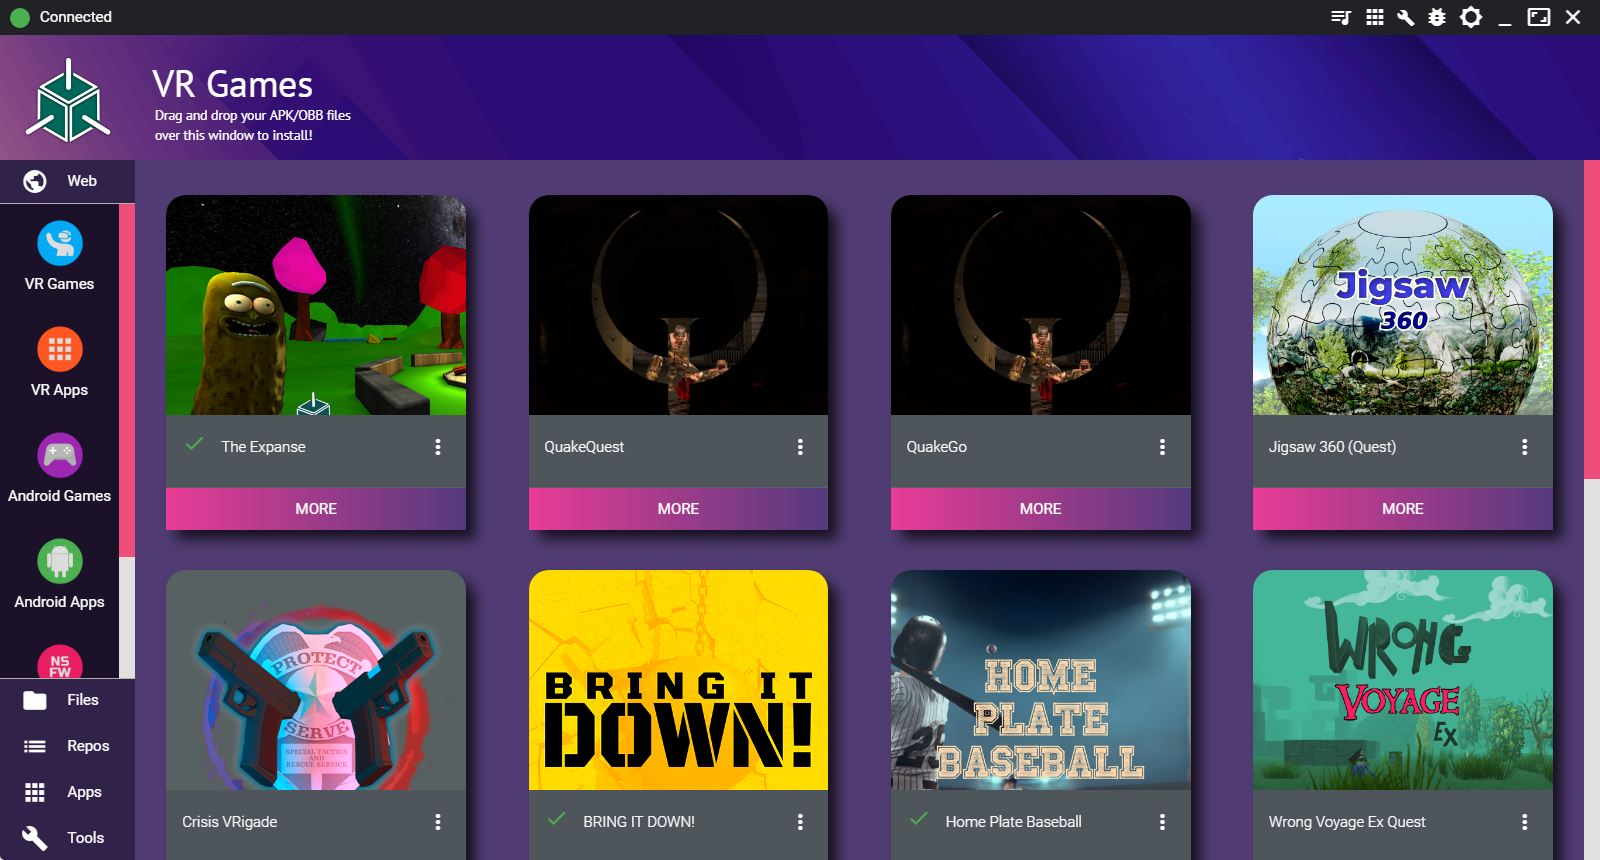 Connected
VR Games
Drag and drop your APK/OBB files
over this window to install!
Web
VR Games
VR Apps
Android Games
Android Apps
NS
FW
Files
Repos
Apps
Tools
The Expanse
MORE
QuakeQuest
MORE
QuakeGo
MORE
Jigsaw
360
Jigsaw 360 (Quest)
MORE
PROTECT
SERVE
SPECIAL TACTICS
AND
RESCUE SERVICE
Crisis VRigade
BRING IT
DOWN!
BRING IT DOWN!
HOME
PLATE
BASEBALL
Home Plate Baseball
WRONG
VOYAGE
EX
Wrong Voyage Ex Quest